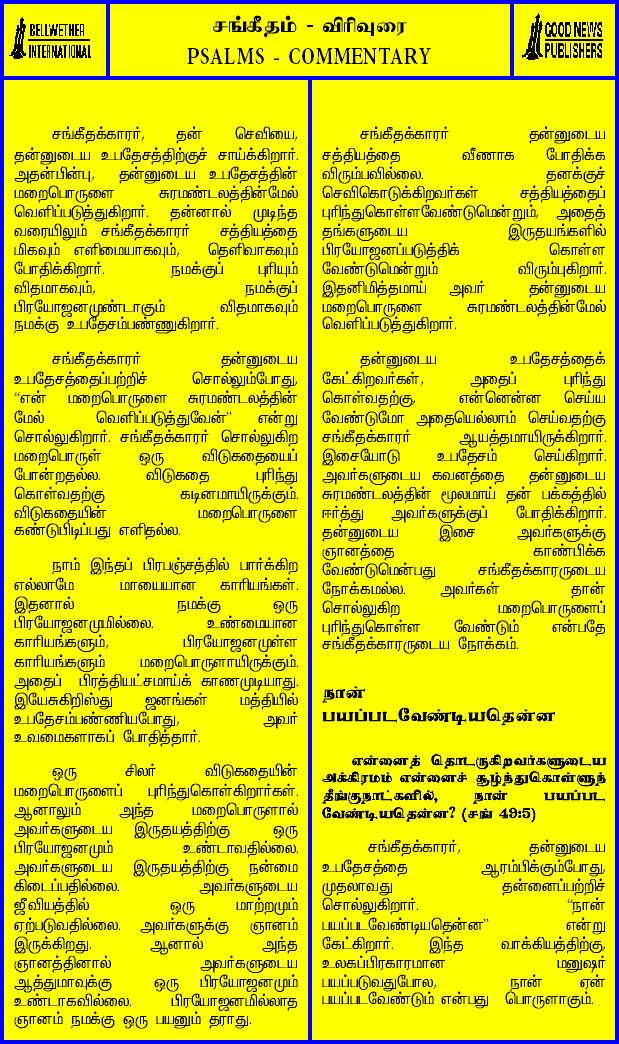 BELLWETHER
INTERNATIONAL
சங்கீதம் - விரிவுரை
PSALMS - COMMENTARY
GOOD NEWS
PUBLISHERS
சங்கீதக்காரர், தன் செவியை,
தன்னுடைய உபதேசத்திற்குச் சாய்க்கிறார்.
அதன்பின்பு, தன்னுடைய உபதேசத்தின்
மறைபொருளை சுரமண்டலத்தின்மேல்
வெளிப்படுத்துகிறார். தன்னால் முடிந்த
வரையிலும் சங்கீதக்காரர் சத்தியத்தை
மிகவும் எளிமையாகவும், தெளிவாகவும்
போதிக்கிறார். நமக்குப் புரியும்
விதமாகவும், நமக்குப்
பிரயோஜனமுண்டாகும் விதமாகவும்
நமக்கு உபதேசம்பண்ணுகிறார்.
சங்கீதக்காரர் தன்னுடைய
உபதேசத்தைப்பற்றிச் சொல்லும்போது,
“என் மறைபொருளை சுரமண்டலத்தின்
மேல் வெளிப்படுத்துவேன்” என்று
சொல்லுகிறார். சங்கீதக்காரர் சொல்லுகிற
மறைபொருள் ஒரு விடுகதையைப்
போன்றதல்ல. விடுகதை புரிந்து
கொள்வதற்கு கடினமாயிருக்கும்.
விடுகதையின் மறைபொருளை
கண்டுபிடிப்பது எளிதல்ல.
நாம் இந்தப் பிரபஞ்சத்தில் பார்க்கிற
எல்லாமே மாயையான காரியங்கள்.
இதனால் நமக்கு ஒரு
பிரயோஜனமுமில்லை. உண்மையான
காரியங்களும், பிரயோஜனமுள்ள
காரியங்களும் மறைபொருளாயிருக்கும்.
அதைப் பிரத்தியட்சமாய்க் காணமுடியாது.
இயேசுகிறிஸ்து ஜனங்கள் மத்தியில்
உபதேசம்பண்ணியபோது, அவர்
உவமைகளாகப் போதித்தார்.
ஒரு சிலர் விடுகதையின்
மறைபொருளைப் புரிந்துகொள்கிறார்கள்.
ஆனாலும் அந்த மறைபொருளால்
அவர்களுடைய இருதயத்திற்கு ஒரு
பிரயோஜனமும் உண்டாவதில்லை.
அவர்களுடைய இருதயத்திற்கு நன்மை
கிடைப்பதில்லை. அவர்களுடைய
ஜீவியத்தில் ஒரு மாற்றமும்
ஏற்படுவதில்லை. அவர்களுக்கு ஞானம்
இருக்கிறது. ஆனால் அந்த
ஞானத்தினால் அவர்களுடைய
ஆத்துமாவுக்கு ஒரு பிரயோஜனமும்
உண்டாகவில்லை. பிரயோஜனமில்லாத
ஞானம் நமக்கு ஒரு பயனும் தராது.
சங்கீதக்காரர் தன்னுடைய
சத்தியத்தை வீணாக போதிக்க
விரும்பவில்லை. தனக்குச்
செவிகொடுக்கிறவர்கள் சத்தியத்தைப்
புரிந்துகொள்ளவேண்டுமென்றும், அதைத்
தங்களுடைய இருதயங்களில்
பிரயோஜனப்படுத்திக் கொள்ள
வேண்டுமென்றும் விரும்புகிறார்.
இதனிமித்தமாய் அவர் தன்னுடைய
மறைபொருளை சுரமண்டலத்தின்மேல்
வெளிப்படுத்துகிறார்.
தன்னுடைய உபதேசத்தைக்
கேட்கிறவர்கள், அதைப் புரிந்து
கொள்வதற்கு, என்னென்ன செய்ய
வேண்டுமோ அதையெல்லாம் செய்வதற்கு
சங்கீதக்காரர் ஆயத்தமாயிருக்கிறார்.
இசையோடு உபதேசம் செய்கிறார்.
அவர்களுடைய கவனத்தை தன்னுடைய
சுரமண்டலத்தின் மூலமாய் தன் பக்கத்தில்
ஈர்த்து அவர்களுக்குப் போதிக்கிறார்.
தன்னுடைய இசை அவர்களுக்கு
ஞானத்தை காண்பிக்க
வேண்டுமென்பது சங்கீதக்காரருடைய
நோக்கமல்ல. அவர்கள் தான்
சொல்லுகிற மறைபொருளைப்
புரிந்துகொள்ள வேண்டும் என்பதே
சங்கீதக்காரருடைய நோக்கம்.
நான்
பயப்படவேண்டியதென்ன
என்னைத் தொடருகிறவர்களுடைய
அக்கிரமம் என்னைச் சூழ்ந்துகொள்ளுந்
தீங்குநாட்களில், நான் பயப்பட
வேண்டியதென்ன? (சங் 49:5)
சங்கீதக்காரர், தன்னுடைய
உபதேசத்தை ஆரம்பிக்கும்போது,
முதலாவது தன்னைப்பற்றிச்
சொல்லுகிறார். “நான்
பயப்படவேண்டியதென்ன” என்று
கேட்கிறார். இந்த வாக்கியத்திற்கு,
உலகப்பிரகாரமான மனுஷர்
பயப்படுவதுபோல, நான் ஏன்
பயப்படவேண்டும் என்பது பொருளாகும்.